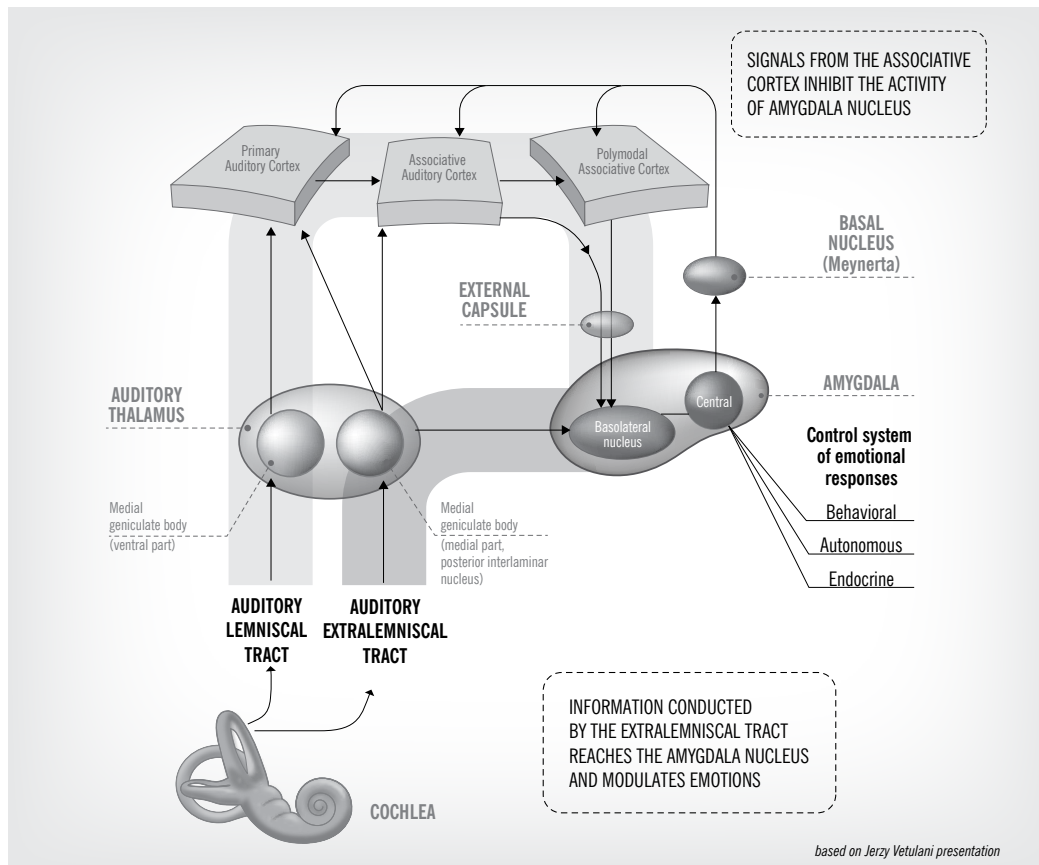 SIGNALS FROM THE ASSOCIATIVE
CORTEX INHIBIT THE ACTIVITY
OF AMYGDALA NUCLEUS
Primary
Auditory Cortex
Associative
Auditory Cortex
Polymodal
Associative Cortex
BASAL
NUCLEUS
(Meynerta)
EXTERNAL
CAPSULE
AUDITORY
THALAMUS
AMYGDALA
Central
Basolateral
nucleus
Control system
of emotional
responses
Behavioral
Autonomous
Endocrine
Medial
geniculate body
(ventral part)
Medial
geniculate body
(medial part,
posterior interlaminar
nucleus)
AUDITORY
LEMNISCAL
TRACT
AUDITORY
EXTRALEMNISCAL
TRACT
INFORMATION CONDUCTED
BY THE EXTRALEMNISCAL TRACT
REACHES THE AMYGDALA NUCLEUS
AND MODULATES EMOTIONS
COCHLEA
based on Jerzy Vetulani presentation